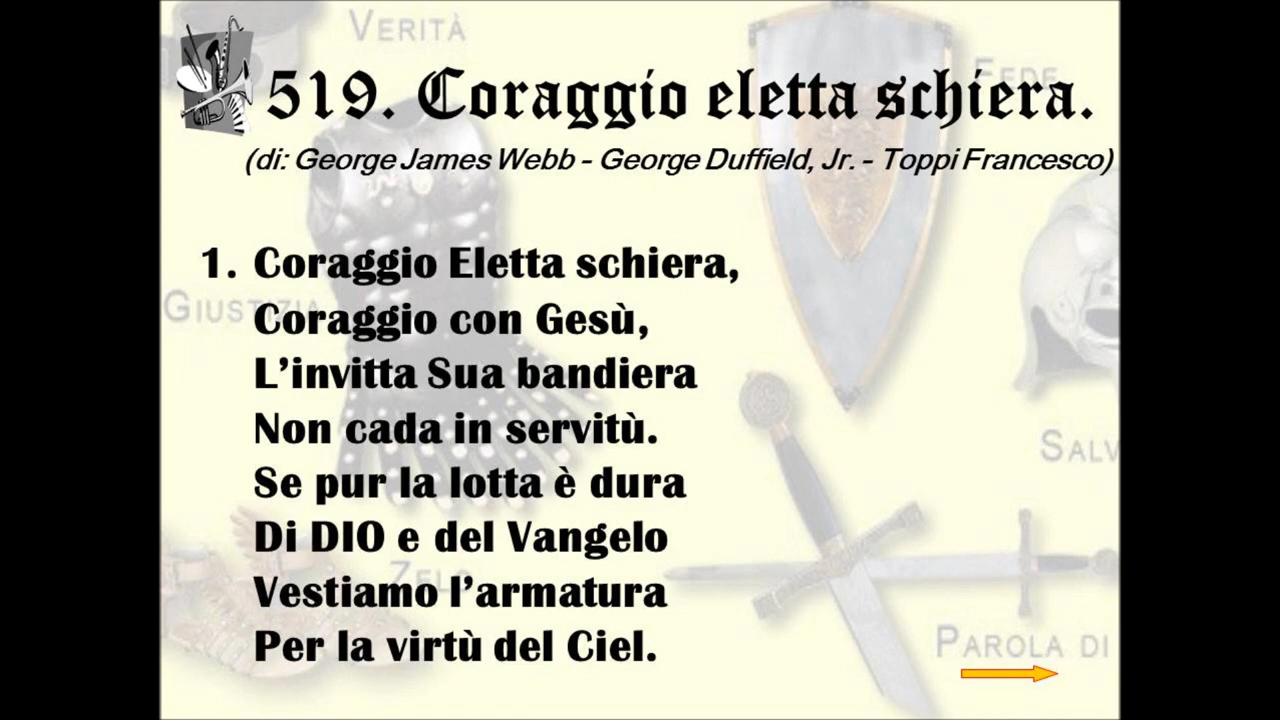 VERITÀ
FEDE
519. Coraggio eletta schiera.
(di: George James Webb - George Duffield, Jr. - Toppi Francesco)
1. Coraggio Eletta schiera,
GIUSTIZIA
Coraggio con Gesù,
L'invitta Sua bandiera
Non cada in servitù.
SALV
Se pur la lotta è dura
Di DIO e del Vangelo
ZELO
Vestiamo l'armatura
PAROLA DI
Per la virtù del Ciel.